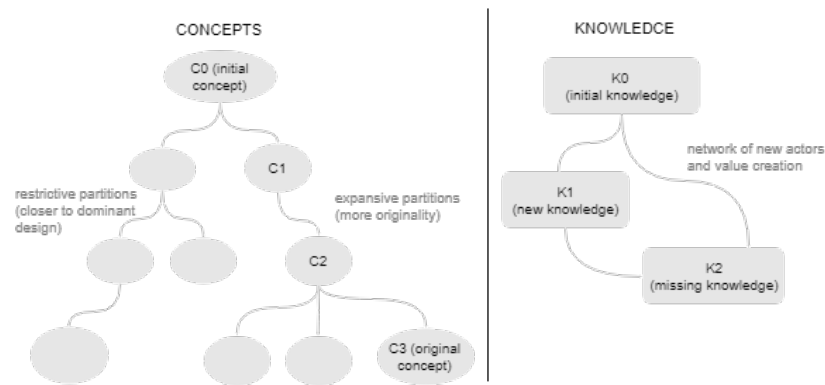 CONCEPTS
C0 (initial
concept)
C1
restrictive partitions
(closer to dominant
design)
expansive partitions
(more originality)
C2
C3 (original
concept)
KNOWLEDGE
K0
(initial knowledge)
network of new actors
and value creation
K1
(new knowledge)
K2
(missing knowledge)